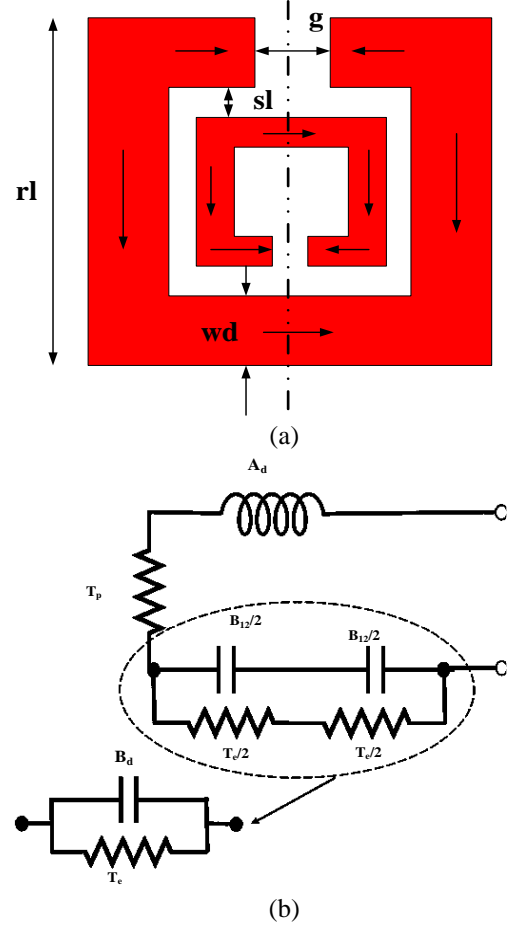 g
sl
rl
wd
(a)
A_d
T_p
B_12/2
B_12/2
T_e/2
T_e/2
B_d
T_e
(b)